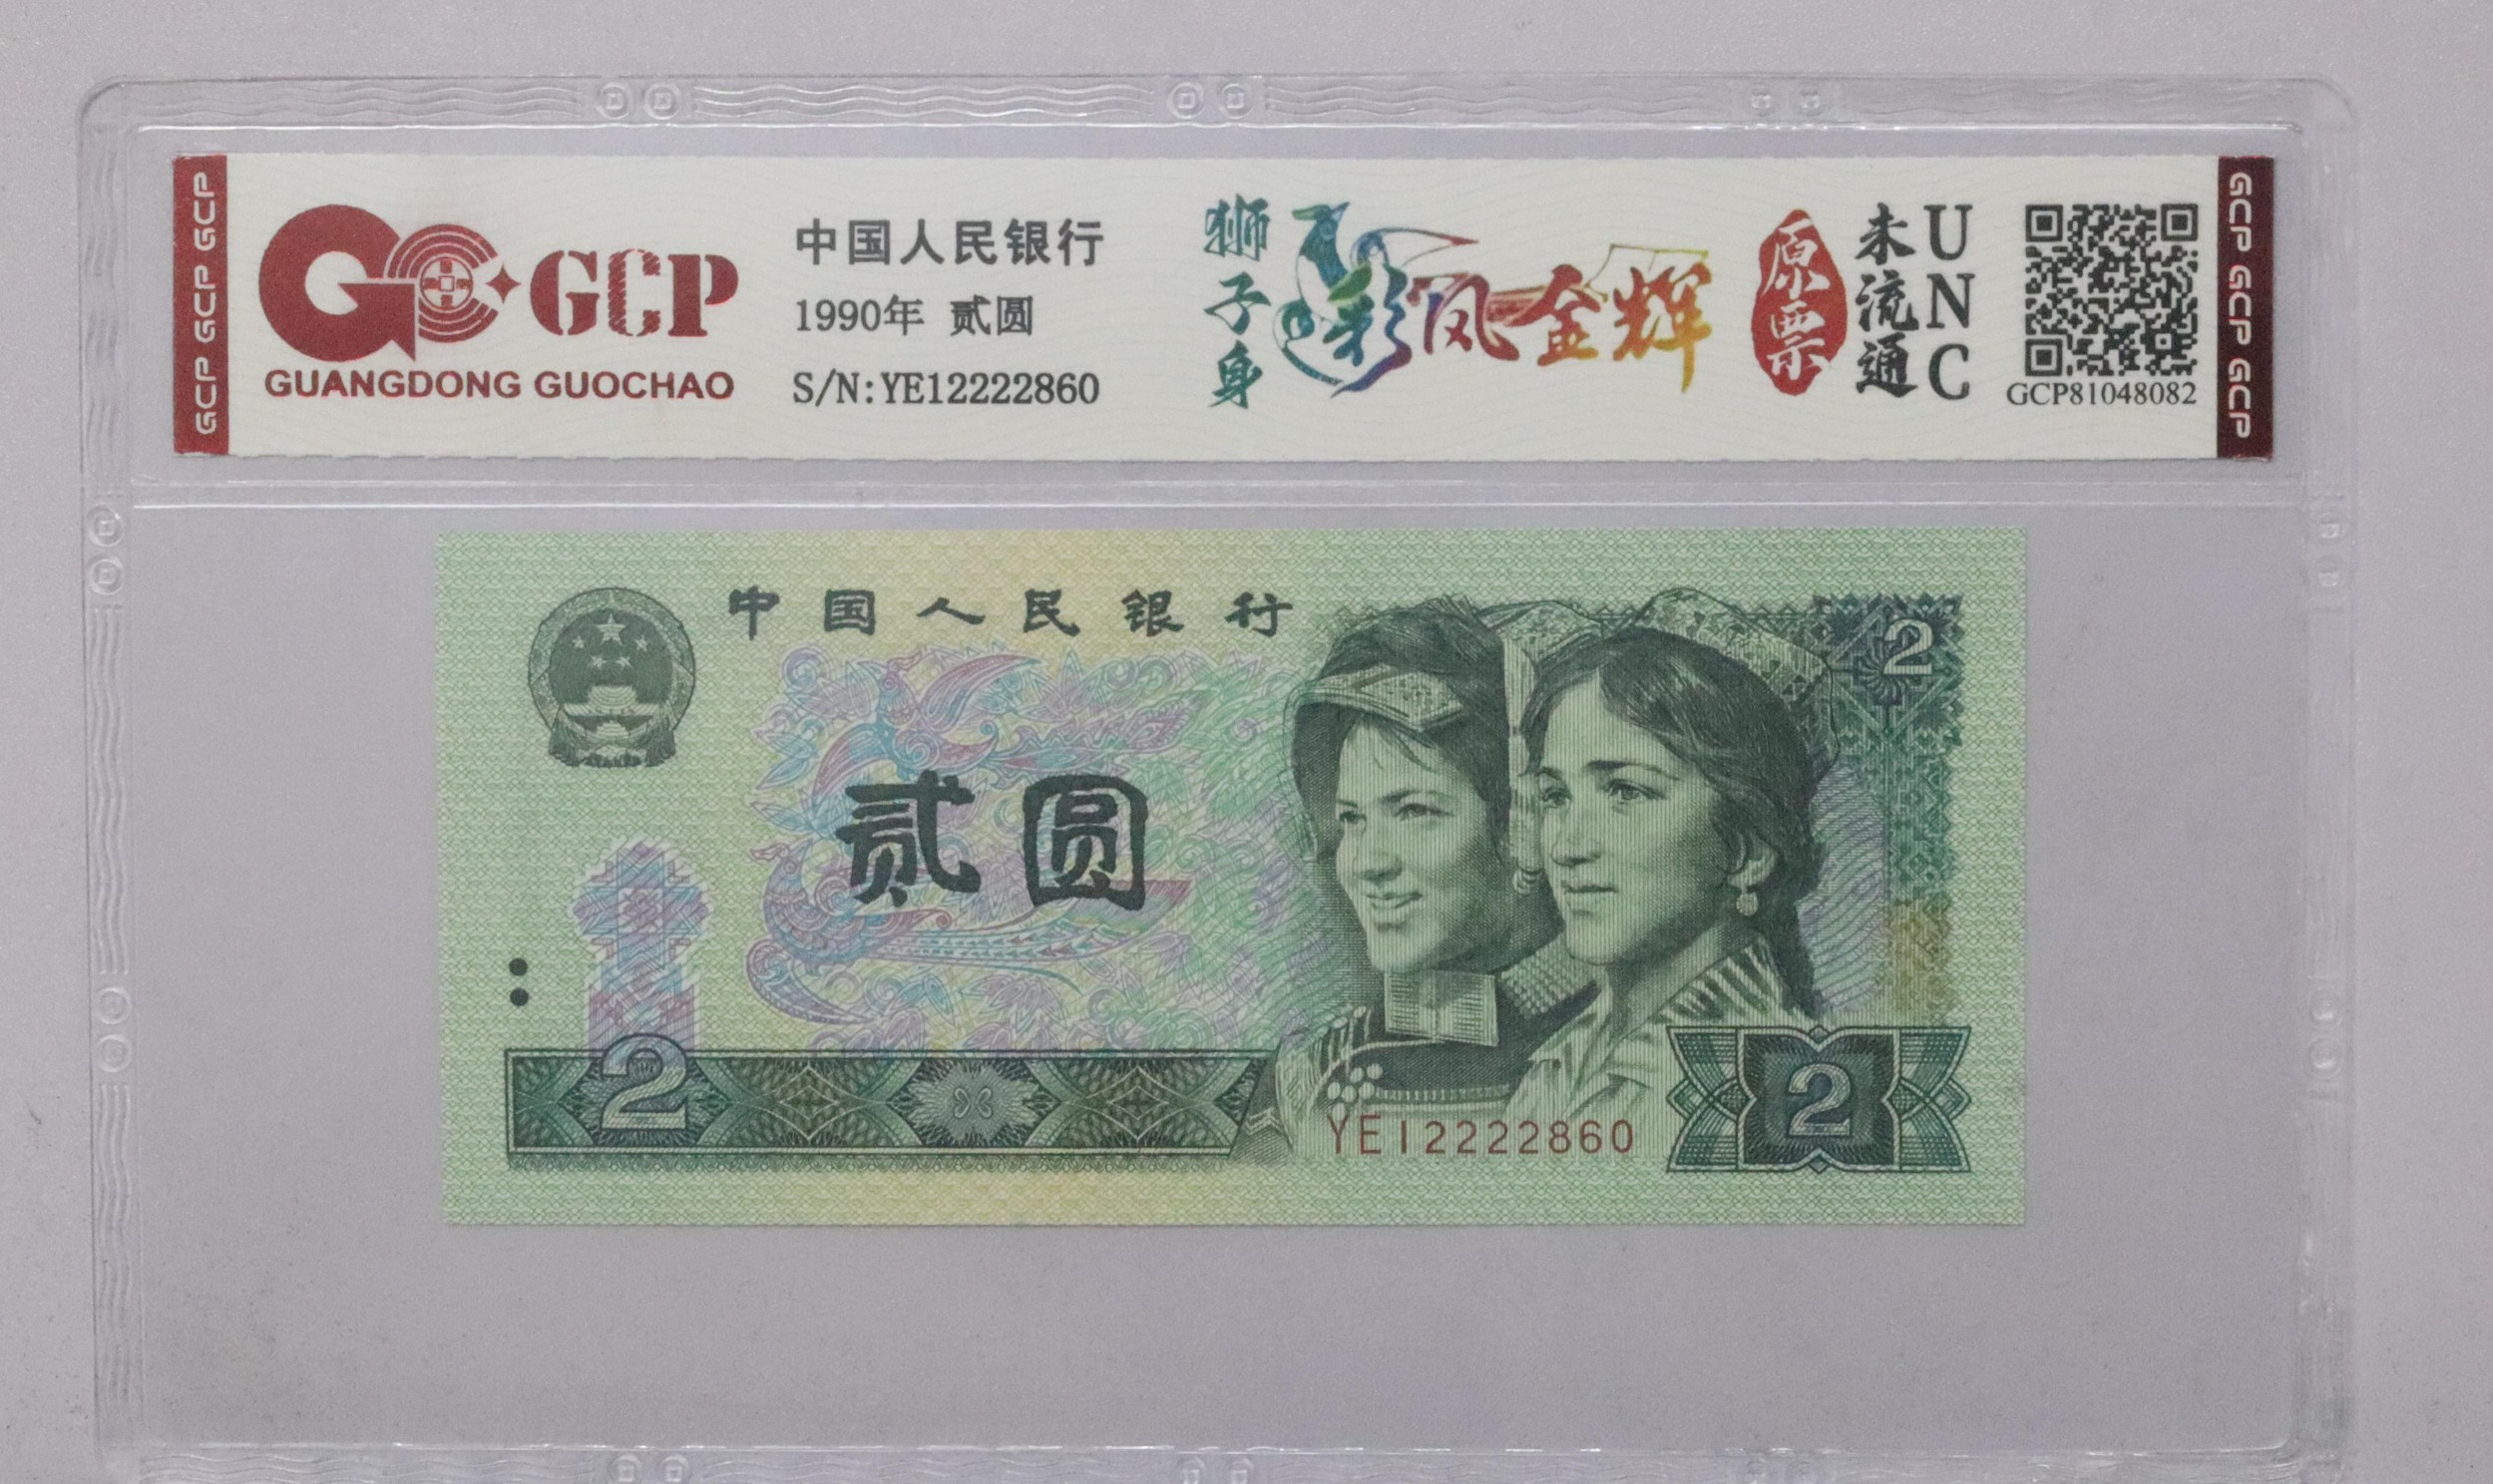 GCP GCP GCP
GCP
GUANGDONG GUOCHAO
中国人民银行
1990年 贰圆
S/N:YE12222860
狮子身
彩凤金辉
原票
未流通
UNC
GCP81048082
GCP GCP GCP
中国人民银行
2
贰圆
2
YE12222860
2